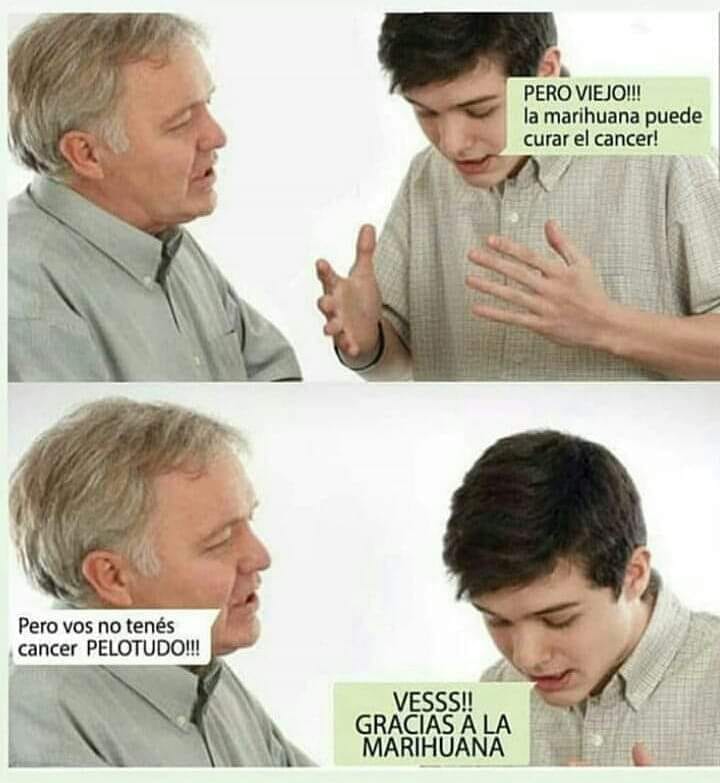 PERO VIEJO!!!
la marihuana puede
curar el cancer!
Pero vos no tenés
cancer PELOTUDO!!!
VESSS!!
GRACIAS A LA
MARIHUANA